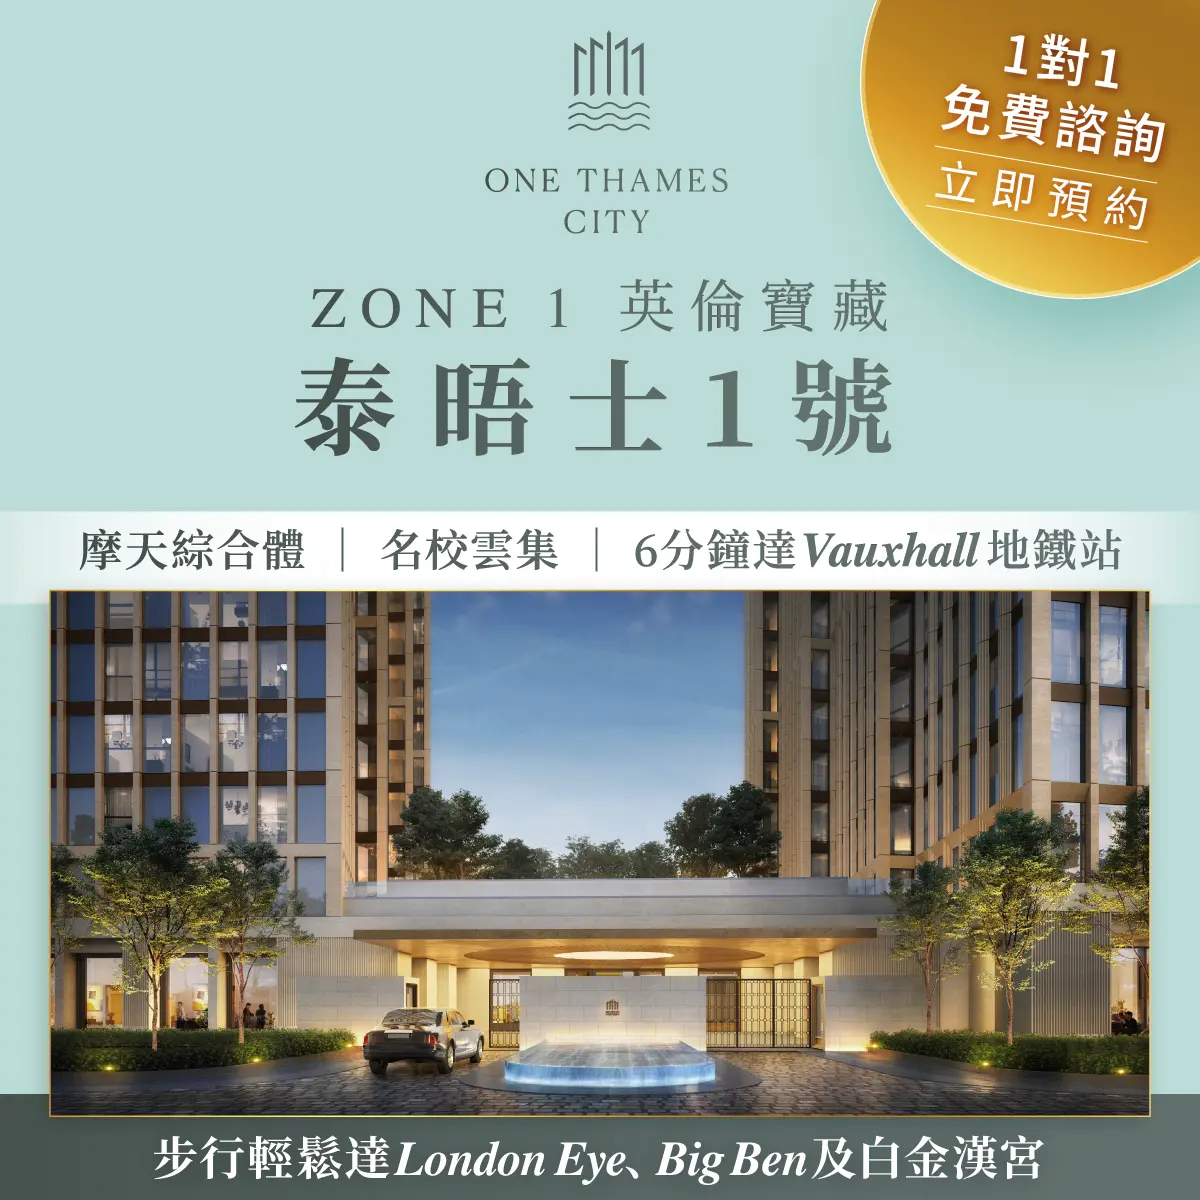 1對1
免費諮詢
立即預約
ONE THAMES
CITY
ZONE 1 英倫寶藏
泰晤士1號
摩天綜合體 | 名校雲集 | 6分鐘達Vauxhall地鐵站
步行輕鬆達London Eye、Big Ben及白金漢宮